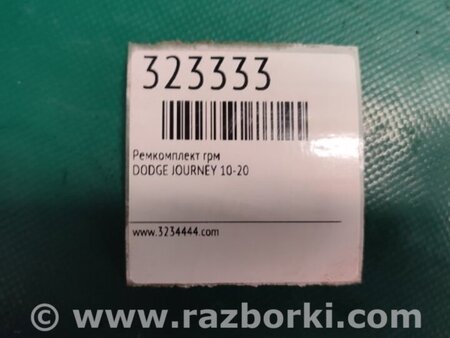 323333
Ремкомплект грм
DODGE JOURNEY 10-20
www.3234444.com
© www.razborki.com